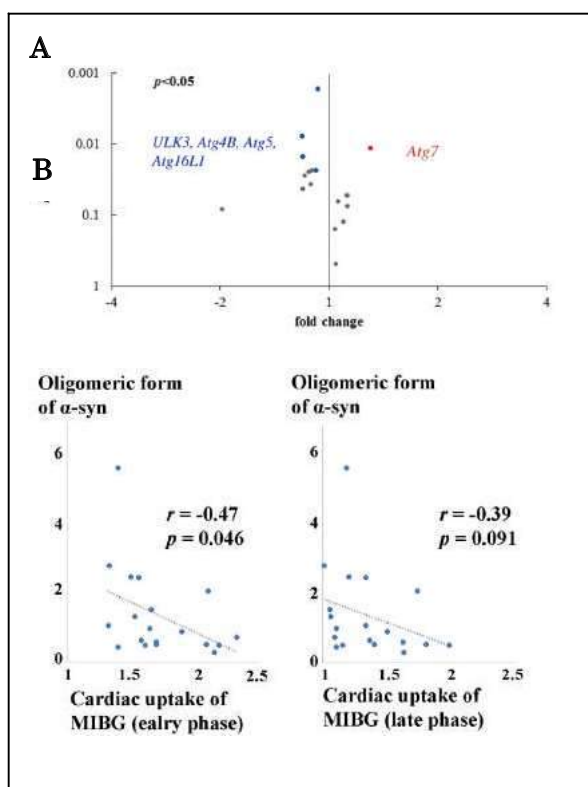 A
0.001
p<0.05
0.01
ULK3, Atg4B, Atg5,
Atg16L1
Atg7
B
0.1
1
-4
-2
1
2
4
fold change
Oligomeric form
of α-syn
6
4
2
0
r = -0.47
p = 0.046
1
1.5
2
2.5
Cardiac uptake of
MIBG (ealry phase)
Oligomeric form
of α-syn
6
4
2
0
r = -0.39
p = 0.091
1
1.5
2
2.5
Cardiac uptake of
MIBG (late phase)